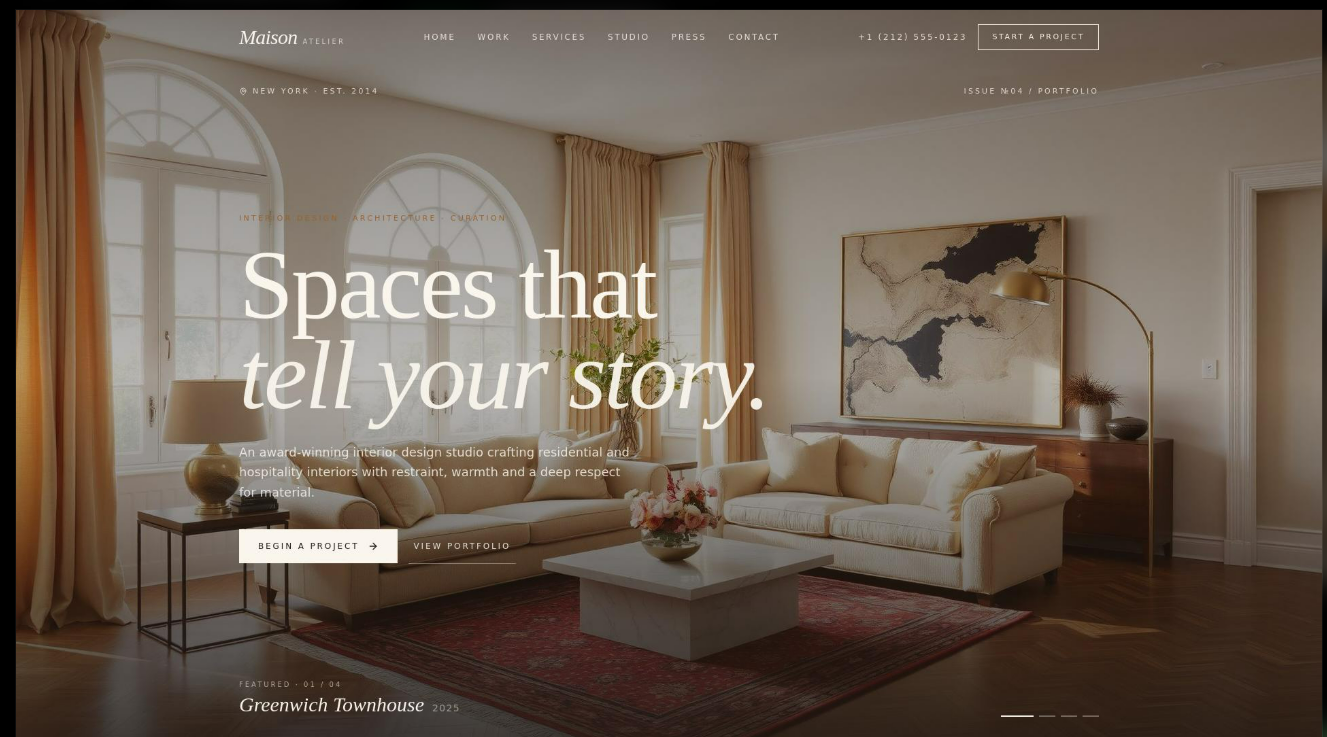 Maison ATELIER
HOME WORK SERVICES STUDIO PRESS CONTACT
+1 (212) 555-0123
START A PROJECT
NEW YORK · EST. 2014
ISSUE №04 / PORTFOLIO
INTERIOR DESIGN · ARCHITECTURE · CURATION
Spaces that
tell your story.
An award-winning interior design studio crafting residential and
hospitality interiors with restraint, warmth and a deep respect
for material.
BEGIN A PROJECT →
VIEW PORTFOLIO
FEATURED · 01 / 04
Greenwich Townhouse 2025